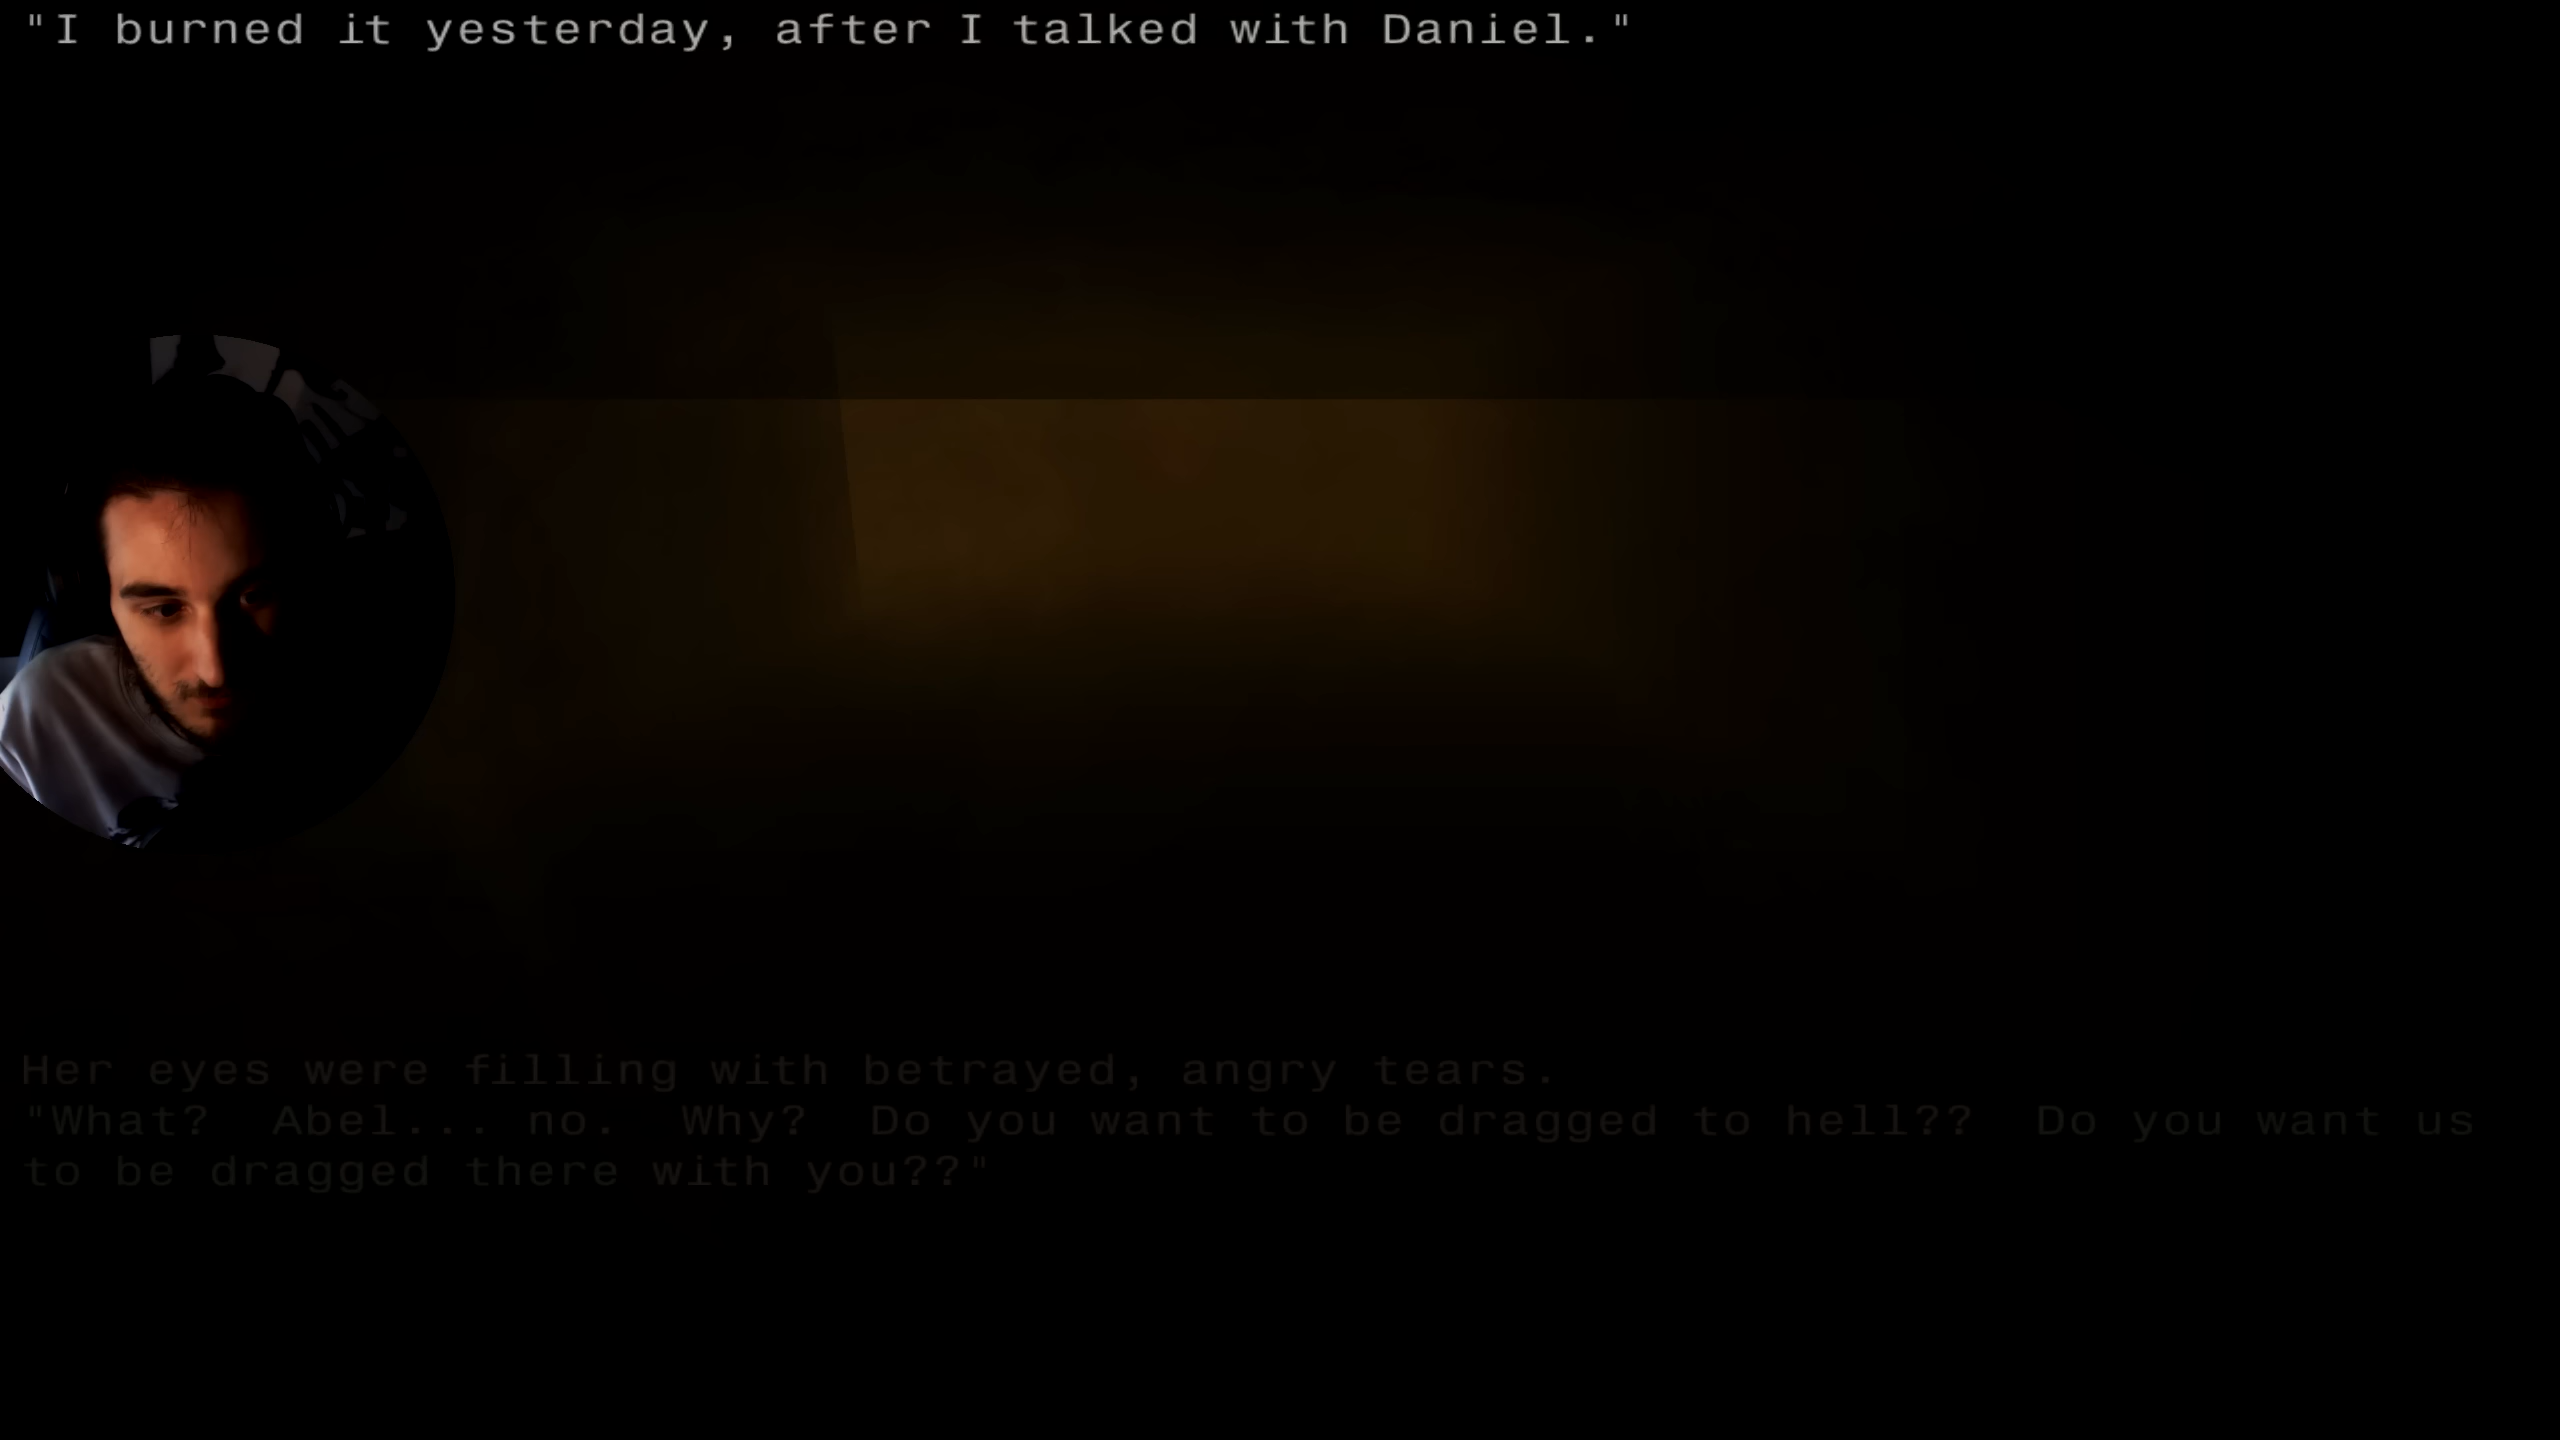 "I burned it yesterday, after I talked with Daniel."
Her eyes were filling with betrayed, angry tears.
"What?  Abel... no.  Why?  Do you want to be dragged to hell??  Do you want us
to be dragged there with you??"